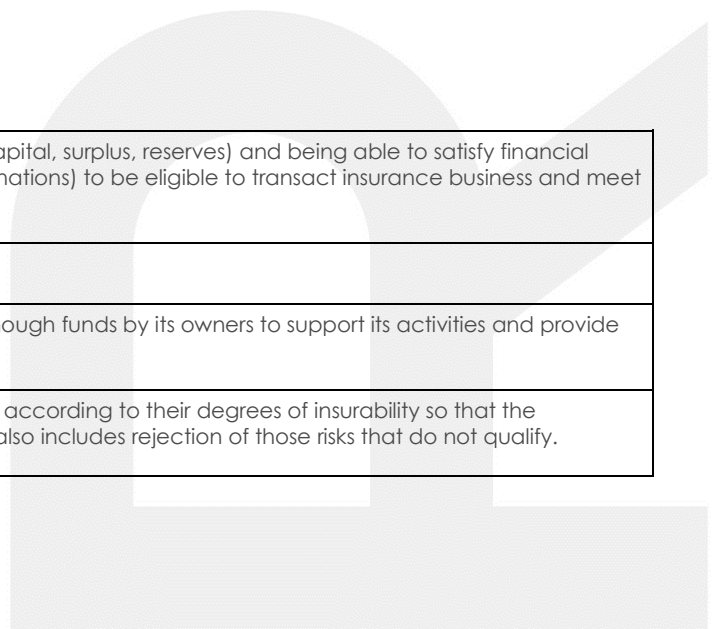 apital, surplus, reserves) and being able to satisfy financial
nations) to be eligible to transact insurance business and meet
ough funds by its owners to support its activities and provide
according to their degrees of insurability so that the
also includes rejection of those risks that do not qualify.